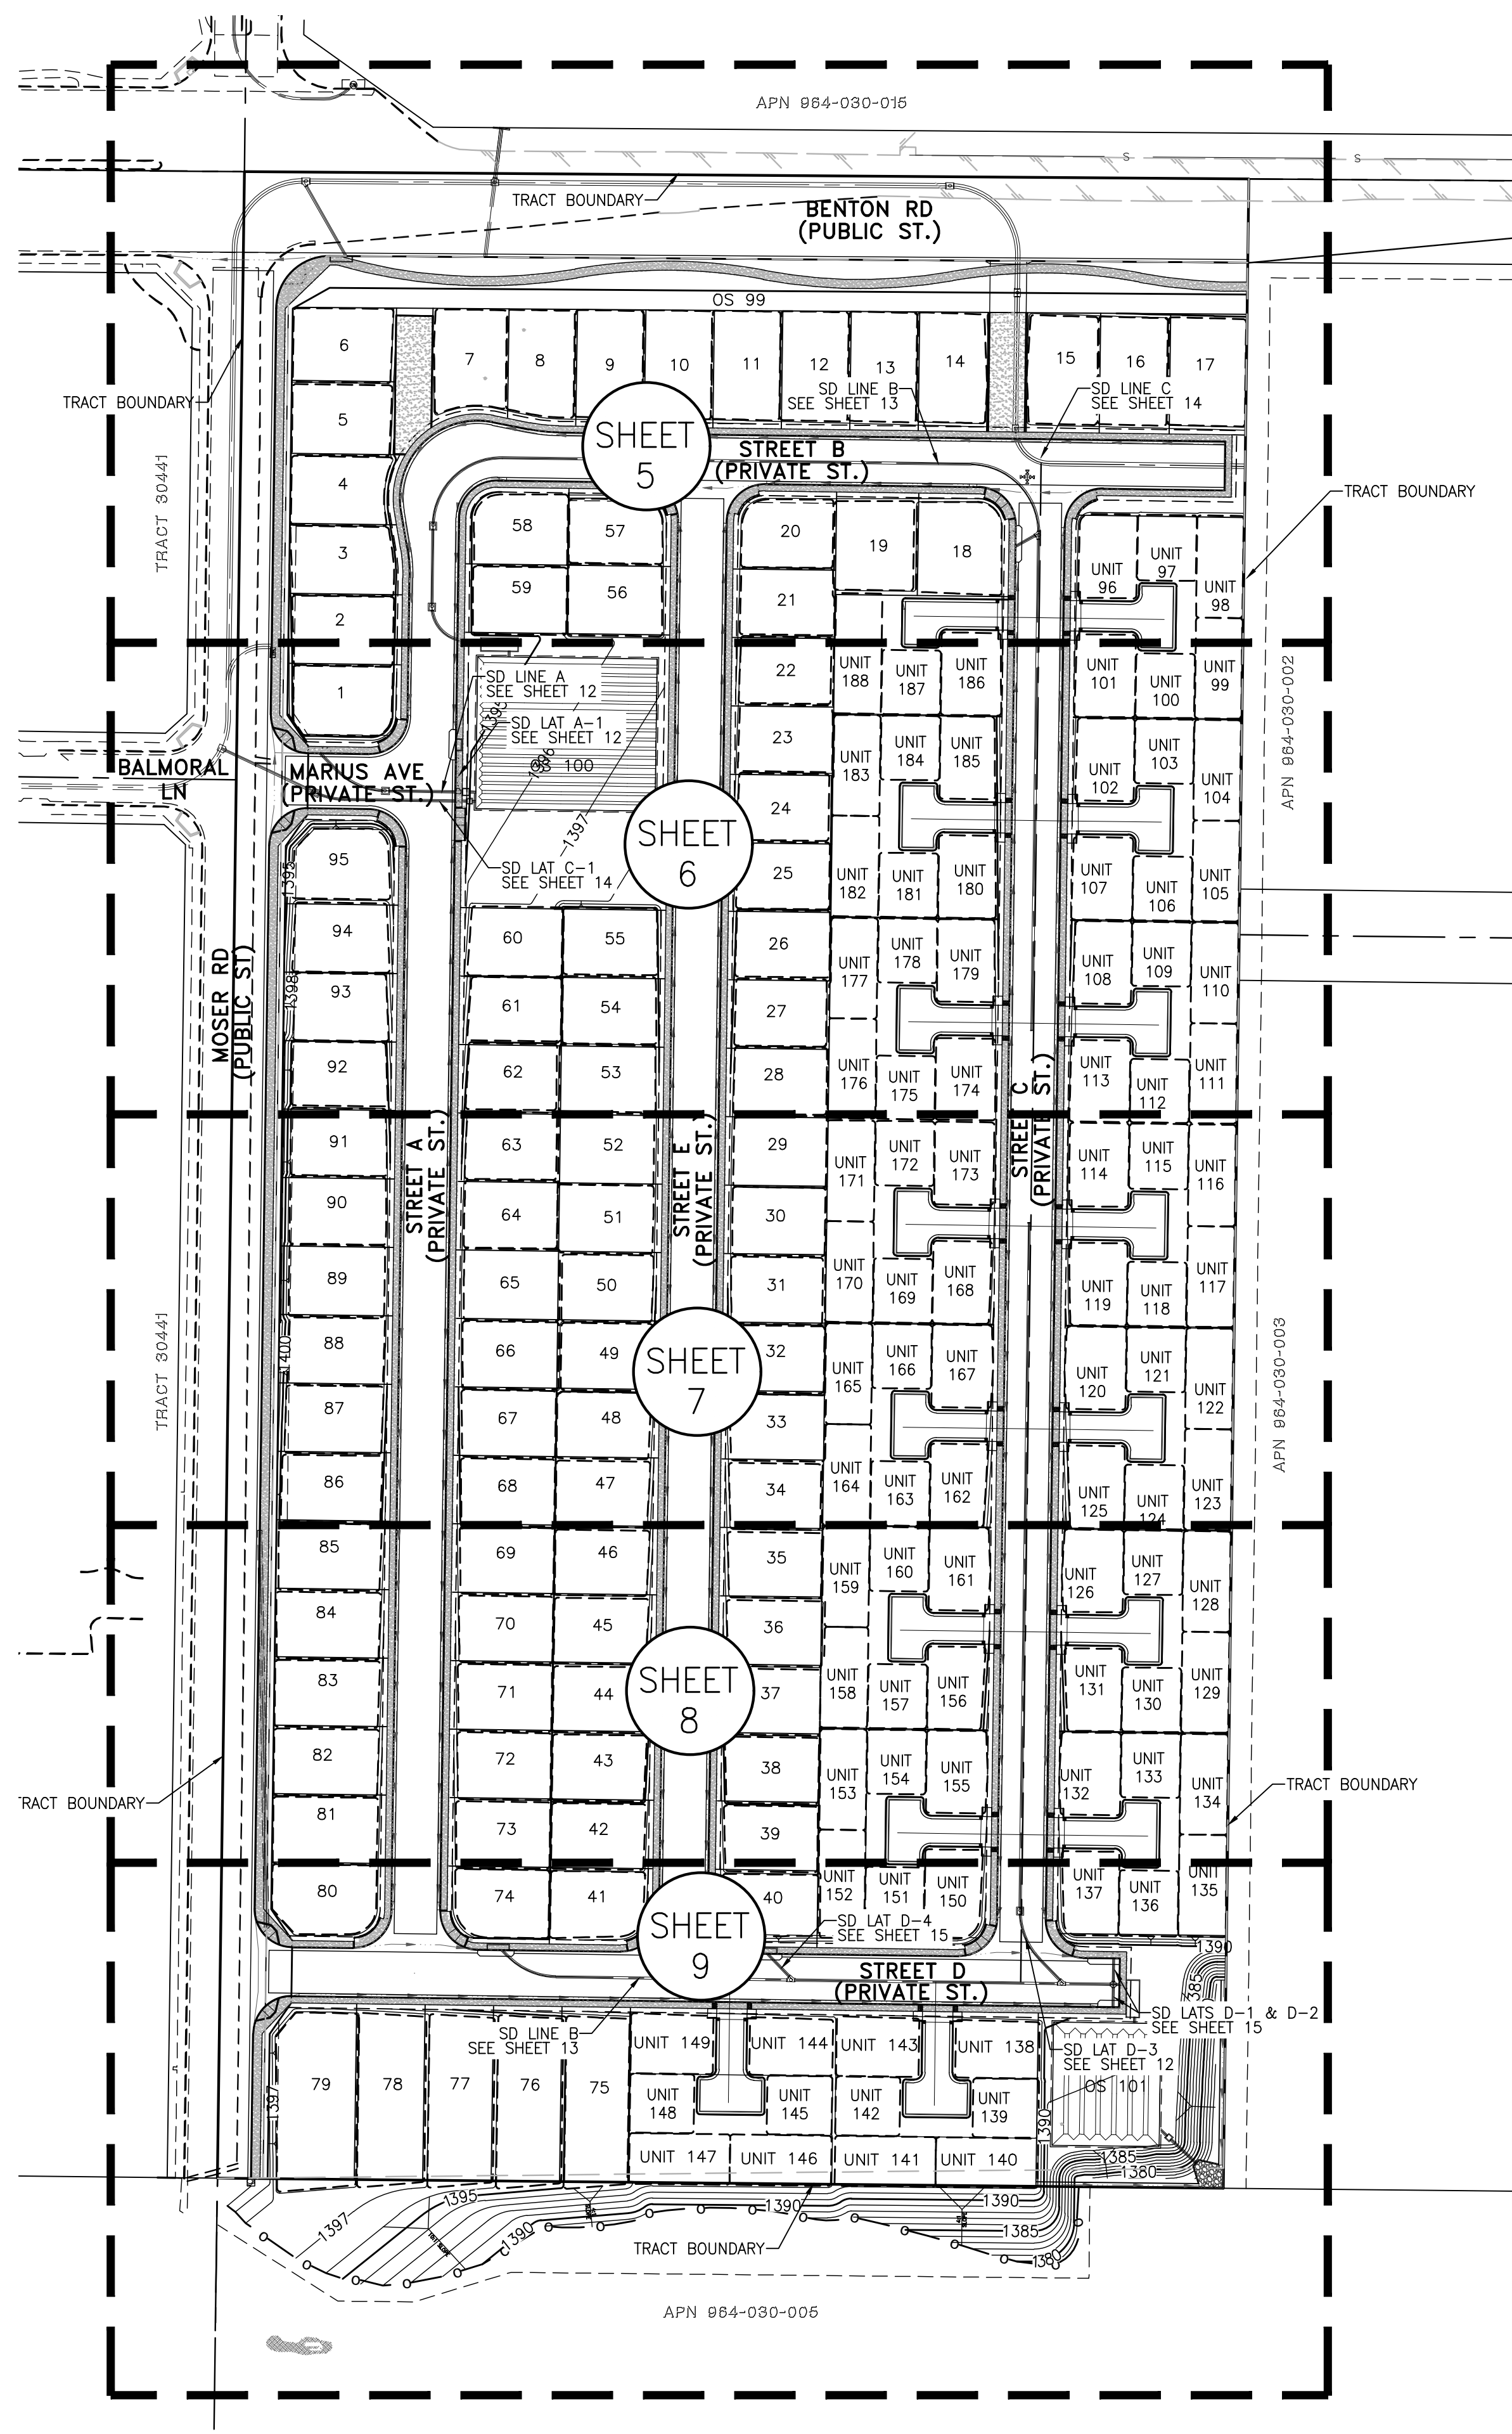 APN 964-030-015
S
S
TRACT BOUNDARY
BENTON RD
(PUBLIC ST.)
OS 99
6
7
8
9
10
11
12
13
14
15
16
17
TRACT BOUNDARY
SD LINE B
SEE SHEET 13
SD LINE C
SEE SHEET 14
5
SHEET
5
STREET B
(PRIVATE ST.)
TRACT 30441
4
TRACT BOUNDARY
3
58
57
20
19
18
UNIT
96
UNIT
97
UNIT
98
59
56
21
2
1
SD LINE A
SEE SHEET 12
1395
SD LAT A-1
SEE SHEET 12
1396
OS 100
1397
22
UNIT
188
UNIT
187
UNIT
186
UNIT
101
UNIT
100
UNIT
99
APN 964-030-002
BALMORAL
LN
MARIUS AVE
(PRIVATE ST.)
23
UNIT
183
UNIT
184
UNIT
185
UNIT
102
UNIT
103
UNIT
104
24
SHEET
6
95
1395
SD LAT C-1
SEE SHEET 14
25
UNIT
182
UNIT
181
UNIT
180
UNIT
107
UNIT
106
UNIT
105
94
60
55
26
UNIT
177
UNIT
178
UNIT
179
UNIT
108
UNIT
109
UNIT
110
MOSER RD
(PUBLIC ST)
93
1398
61
54
27
92
62
53
28
UNIT
176
UNIT
175
UNIT
174
UNIT
113
UNIT
112
UNIT
111
STREET A
(PRIVATE ST.)
STREET E
(PRIVATE ST.)
STREET C
(PRIVATE ST.)
91
63
52
29
UNIT
171
UNIT
172
UNIT
173
UNIT
114
UNIT
115
UNIT
116
90
64
51
30
89
65
50
31
UNIT
170
UNIT
169
UNIT
168
UNIT
119
UNIT
118
UNIT
117
TRACT 30441
APN 964-030-003
88
1400
66
49
SHEET
7
32
UNIT
165
UNIT
166
UNIT
167
UNIT
120
UNIT
121
UNIT
122
87
67
48
33
86
68
47
34
UNIT
164
UNIT
163
UNIT
162
UNIT
125
UNIT
124
UNIT
123
85
69
46
35
UNIT
159
UNIT
160
UNIT
161
UNIT
126
UNIT
127
UNIT
128
84
70
45
36
83
71
44
SHEET
8
37
UNIT
158
UNIT
157
UNIT
156
UNIT
131
UNIT
130
UNIT
129
82
72
43
38
UNIT
153
UNIT
154
UNIT
155
UNIT
132
UNIT
133
UNIT
134
TRACT BOUNDARY
RACT BOUNDARY
81
73
42
39
80
74
41
40
UNIT
152
UNIT
151
UNIT
150
UNIT
137
UNIT
136
UNIT
135
SHEET
9
SD LAT D-4
SEE SHEET 15
1390
STREET D
(PRIVATE ST.)
1385
SD LATS D-1 & D-2
SEE SHEET 15
SD LINE B
SEE SHEET 13
UNIT 149
UNIT 144
UNIT 143
UNIT 138
SD LAT D-3
SEE SHEET 12
OS 101
79
78
77
76
75
1397
UNIT
148
UNIT
145
UNIT
142
UNIT
139
1390
UNIT 147
UNIT 146
UNIT 141
UNIT 140
1385
1380
1395
1397
1390
1390
1390
1385
1380
TRACT BOUNDARY
APN 964-030-005